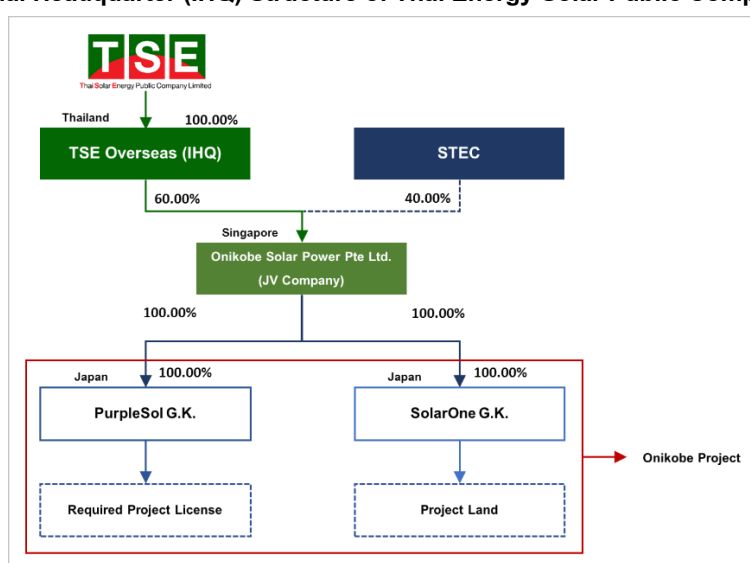 TSE
Thai Solar Energy Public Company Limited
Thailand 100.00%
TSE Overseas (IHQ) STEC
60.00% 40.00%
Singapore
Onikobe Solar Power Pte Ltd.
(JV Company)
100.00% 100.00%
Japan 100.00% Japan 100.00%
PurpleSol G.K. SolarOne G.K.
Onikobe Project
Required Project License Project Land